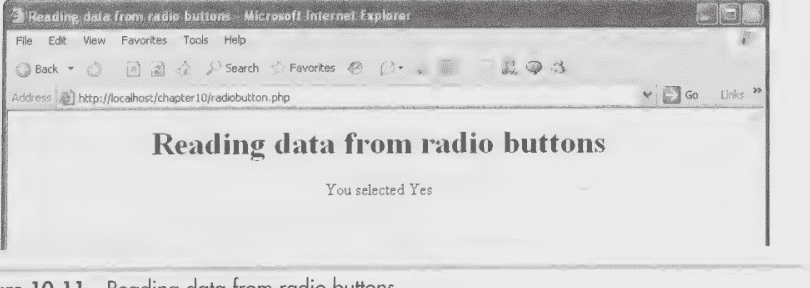 Reading data from radio buttons - Microsoft Internet Explorer
File Edit View Favorites Tools Help
Back Search Favorites
Address http://localhost/chapter10/radiobutton.php Go Links »
Reading data from radio buttons
You selected Yes
10-11 Reading data from radio buttons